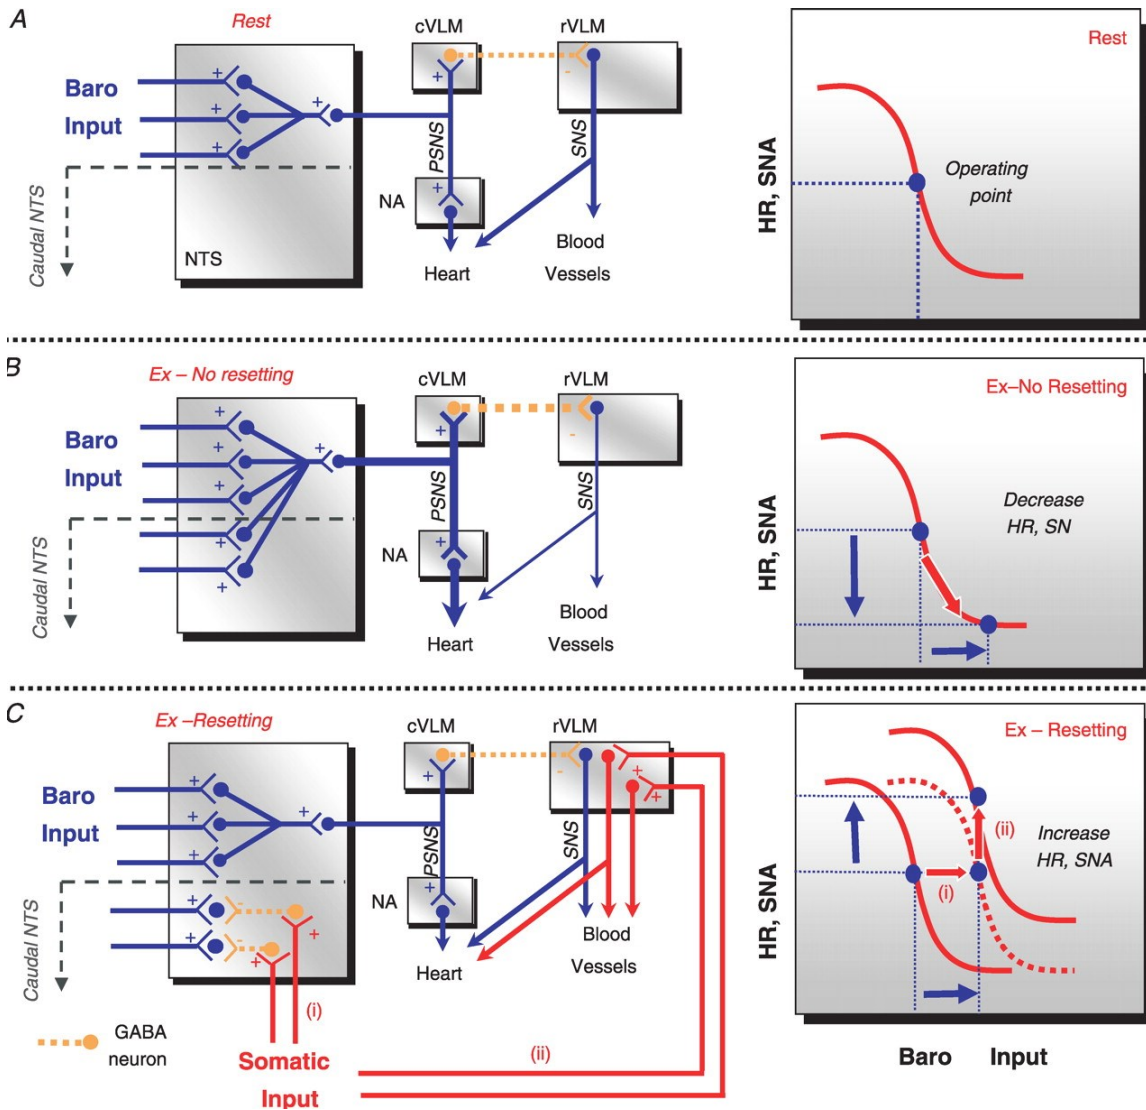 A
Rest
cVLM
rVLM
Rest
Baro
Input
+
+
+
+
+
-
PSNS
SNS
+
NA
Caudal NTS
NTS
Heart
Blood
Vessels
HR, SNA
Operating
point
B
Ex – No resetting
cVLM
rVLM
Ex–No Resetting
Baro
Input
+
+
+
+
+
+
+
-
PSNS
SNS
+
NA
Caudal NTS
Heart
Blood
Vessels
HR, SNA
Decrease
HR, SN
C
Ex –Resetting
cVLM
rVLM
Ex – Resetting
Baro
Input
+
+
+
+
+
-
+
+
PSNS
SNS
+
NA
Caudal NTS
-
-
+
+
Heart
Blood
Vessels
HR, SNA
(ii)
(i)
Increase
HR, SNA
GABA
neuron
(i)
(ii)
Somatic
Input
Baro Input